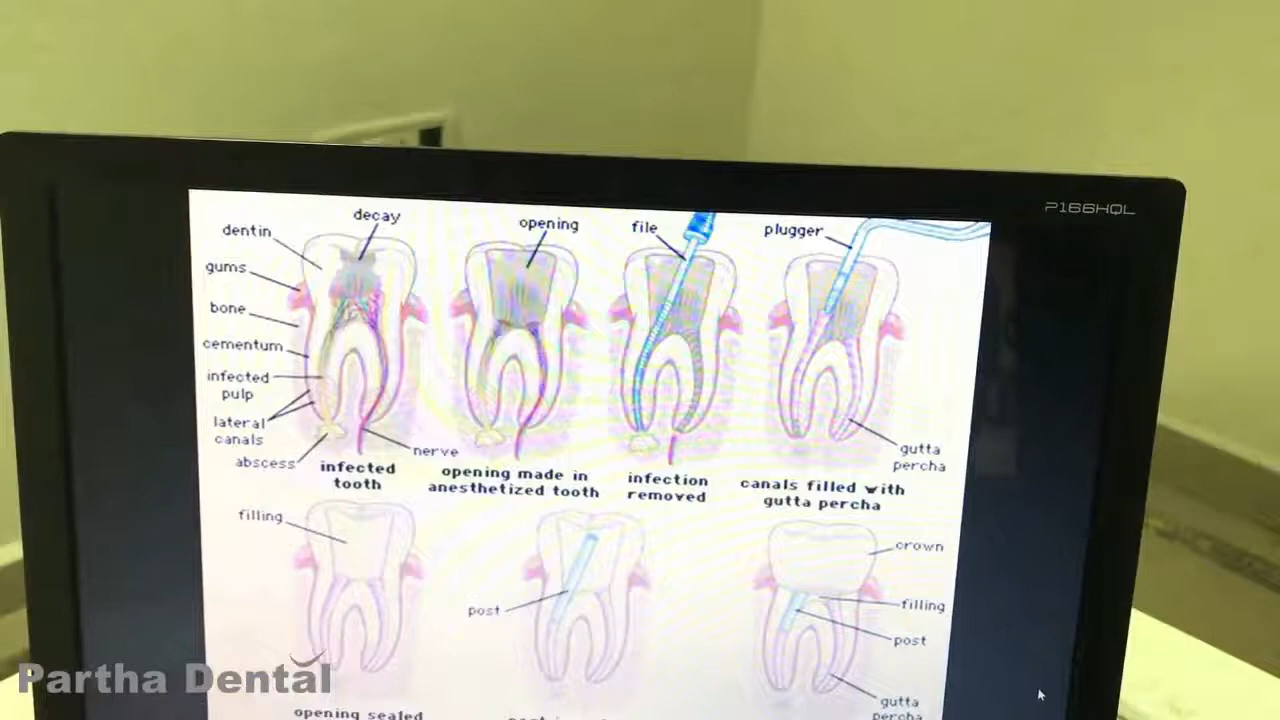 P166HQL
decay
dentin
opening
file
plugger
gums
bone
cementum
infected
pulp
lateral
canals
abscess
nerve
gutta
percha
infected
tooth
opening made in
anesthetized tooth
infection
removed
canals filled with
gutta percha
filling
post
crown
filling
post
gutta
percha
opening sealed
Partha Dental